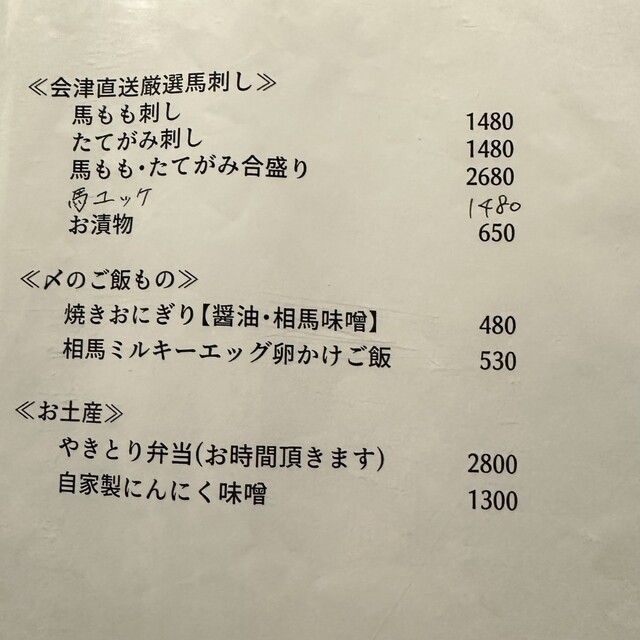 ≪会津直送厳選馬刺し≫
馬もも刺し 1480
たてがみ刺し 1480
馬もも・たてがみ合盛り 2680
馬ユッケ 1480
お漬物 650
≪〆のご飯もの≫
焼きおにぎり【醤油・相馬味噌】 480
相馬ミルキーエッグ卵かけご飯 530
≪お土産≫
やきとり弁当(お時間頂きます) 2800
自家製にんにく味噌 1300